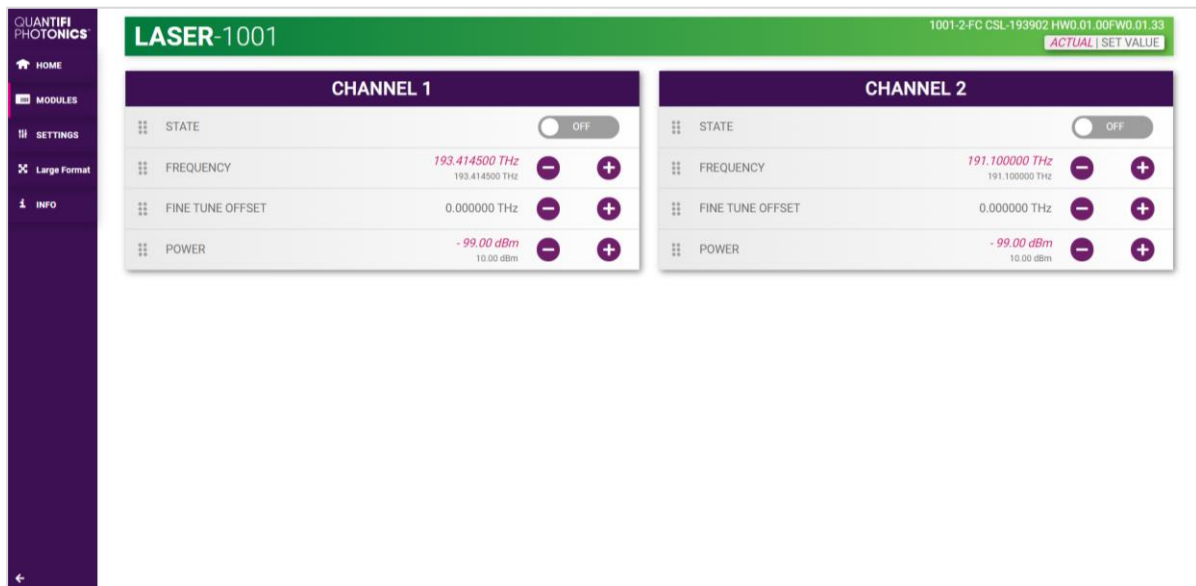 QUANTIFI
PHOTONICS
HOME
MODULES
SETTINGS
Large Format
INFO
LASER-1001
1001-2-FC CSL-193902 HW0.01.00FW0.01.33
ACTUAL | SET VALUE
CHANNEL 1
STATE OFF
FREQUENCY 193.414500 THz
193.414500 THz
FINE TUNE OFFSET 0.000000 THz
POWER - 99.00 dBm
10.00 dBm
CHANNEL 2
STATE OFF
FREQUENCY 191.100000 THz
191.100000 THz
FINE TUNE OFFSET 0.000000 THz
POWER - 99.00 dBm
10.00 dBm